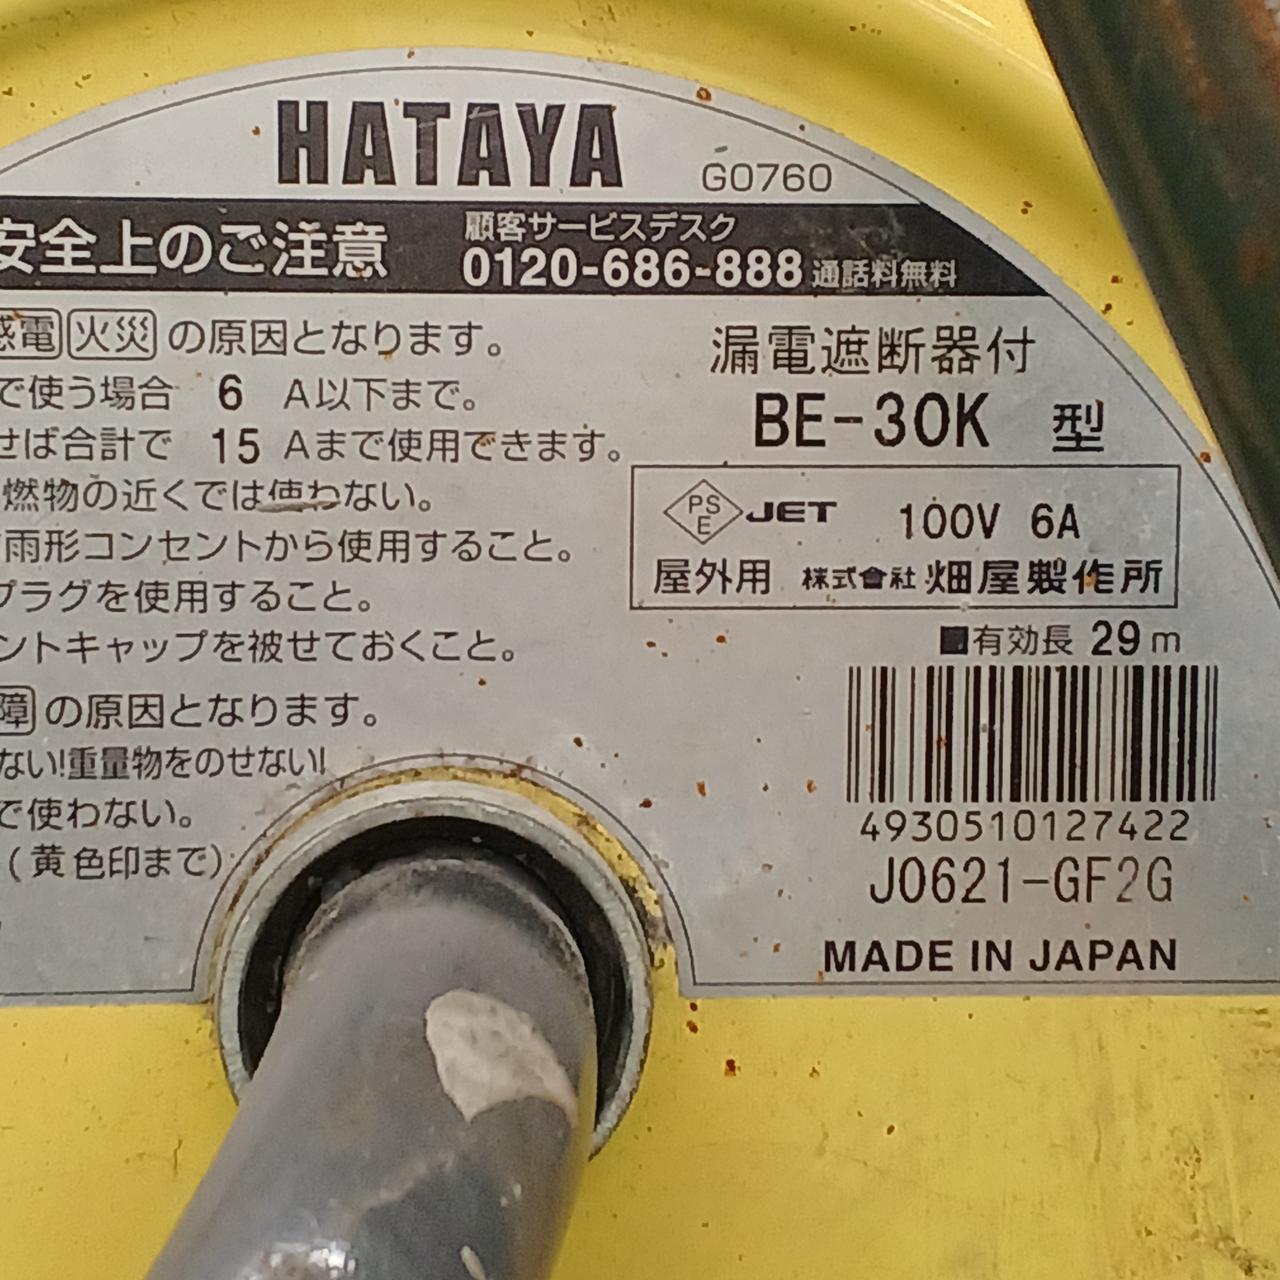 HATAYA
G0760
安全上のご注意
顧客サービスデスク
0120-686-888 通話料無料
感電 火災 の原因となります。
で使う場合 6 A以下まで。
せば合計で 15 Aまで使用できます。
燃物の近くでは使わない。
雨形コンセントから使用すること。
プラグを使用すること。
ントキャップを被せておくこと。
障 の原因となります。
ない!重量物をのせない!
で使わない。
(黄色印まで)
漏電遮断器付
BE-30K 型
PS
E
JET 100V 6A
屋外用 株式會社 畑屋製作所
■有効長 29m
4930510127422
J0621-GF2G
MADE IN JAPAN